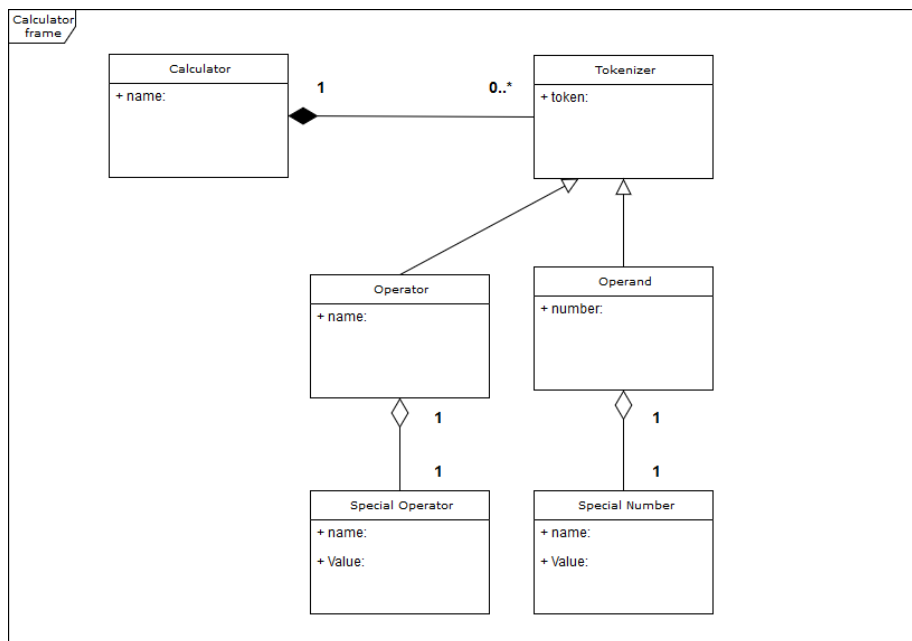 Calculator
frame
Calculator
+ name:
1
0..*
Tokenizer
+ token:
Operator
+ name:
Operand
+ number:
1
1
1
1
Special Operator
+ name:
+ Value:
Special Number
+ name:
+ Value: